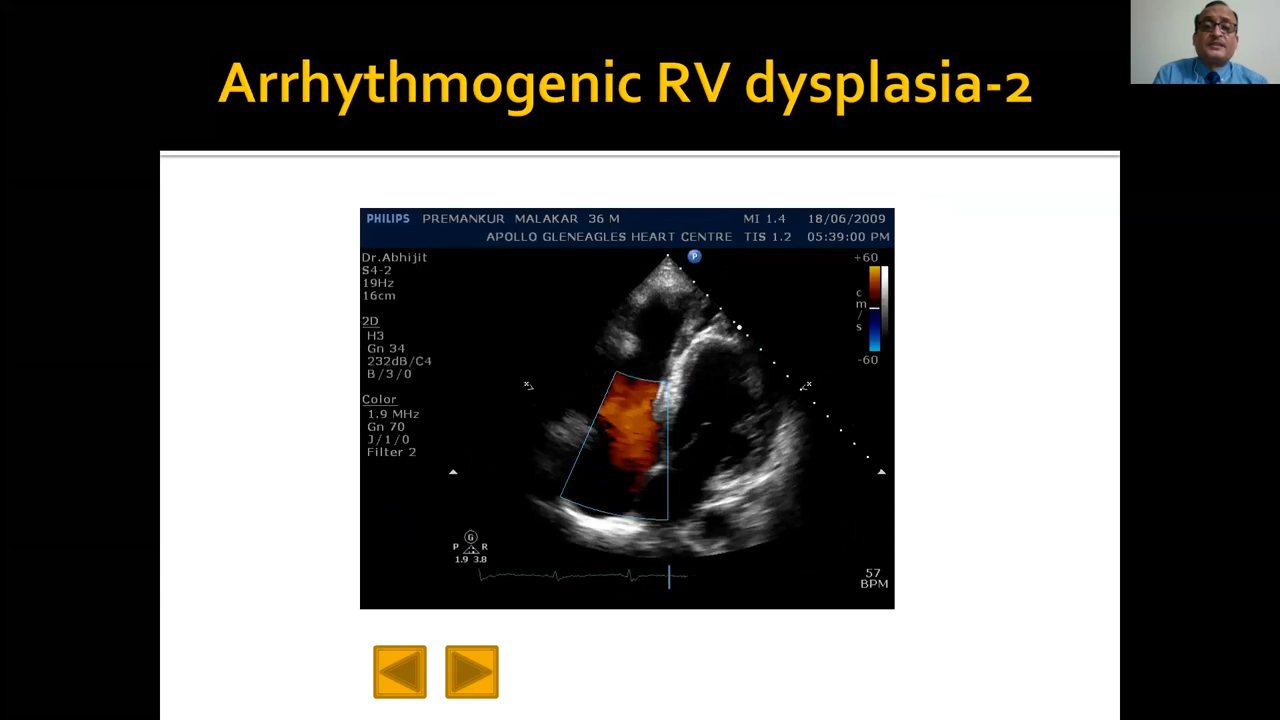 Arrhythmogenic RV dysplasia-2
PHILIPS PREMANKUR MALAKAR 36 M MI 1.4 18/06/2009
APOLLO GLENEAGLES HEART CENTRE TIS 1.2 05:39:00 PM
Dr.Abhijit
S4-2
19Hz
16cm
2D
H3
Gn 34
232dB/C4
B/3/0
Color
1.9 MHz
Gn 70
J/1/0
Filter 2
P
+60
c
m
/
s
-60
x
x
G
P R
1.9 3.8
57
BPM